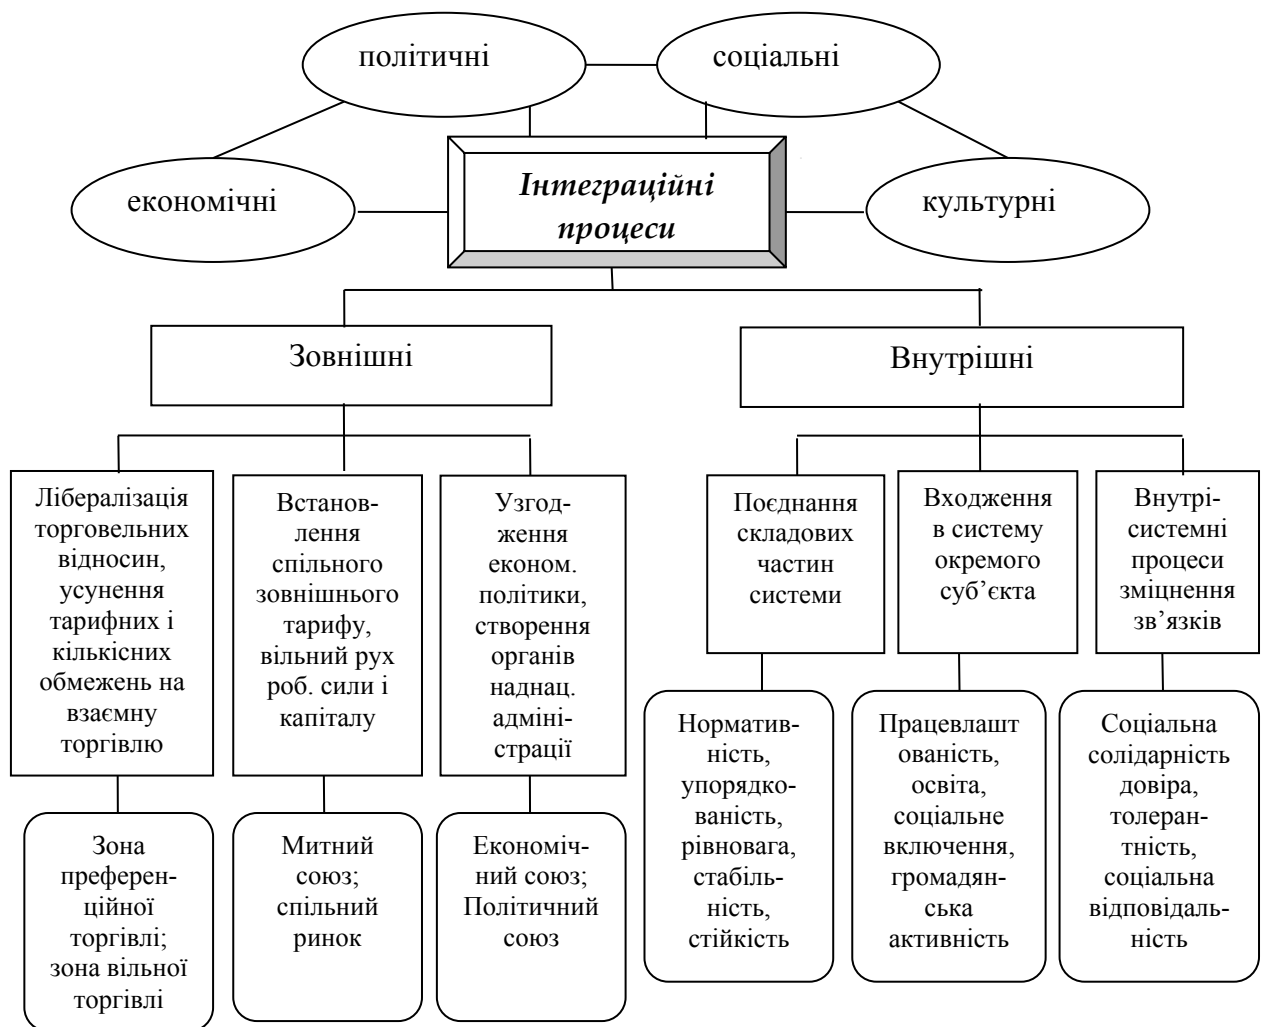 політичні
соціальні
економічні
Інтеграційні
процеси
культурні
Зовнішні
Внутрішні
Лібералізація
торговельних
відносин,
усунення
тарифних і
кількісних
обмежень на
взаємну
торгівлю
Встанов-
лення
спільного
зовнішнього
тарифу,
вільний рух
роб. сили і
капіталу
Узгод-
ження
економ.
політики,
створення
органів
наднац.
адміні-
страції
Поєднання
складових
частин
системи
Входження
в систему
окремого
суб’єкта
Внутрі-
системні
процеси
зміцнення
зв’язків
Зона
преферен-
ційної
торгівлі;
зона вільної
торгівлі
Митний
союз;
спільний
ринок
Економіч-
ний союз;
Політичний
союз
Норматив-
ність,
упорядко-
ваність,
рівновага,
стабіль-
ність,
стійкість
Працевлашт
ованість,
освіта,
соціальне
включення,
громадян-
ська
активність
Соціальна
солідарність
довіра,
толеран-
тність,
соціальна
відповідаль-
ність